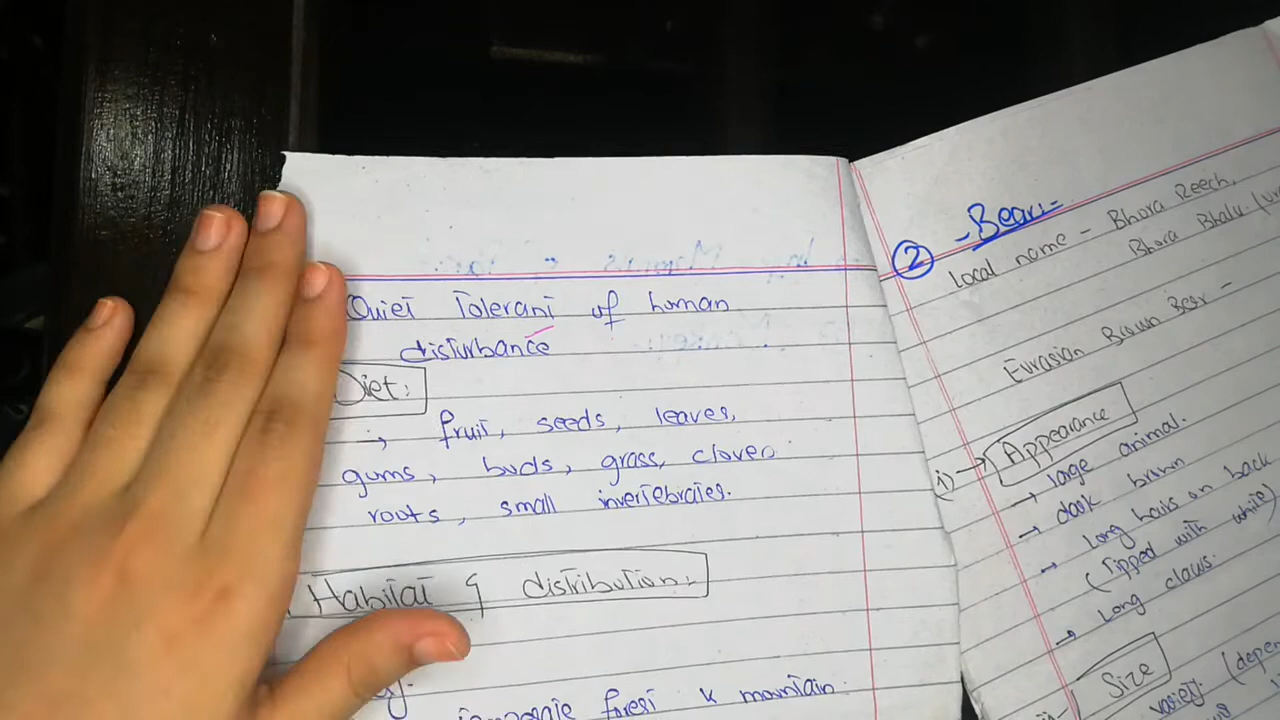 Quiet Tolerant of human
disturbance
Diet:
→ fruit, seeds, leaves,
gums, buds, grass, clover
roots, small invertebrates.
Habitat & distribution:
forest & mountain
② - Bear:-
Local name - Bhora Reech,
Bhora Bhalu
Eurasian Brown Bear -
i) → Appearance
→ large animal.
→ dark brown
→ long hairs on back
(tipped with white)
→ Long claws.
Size